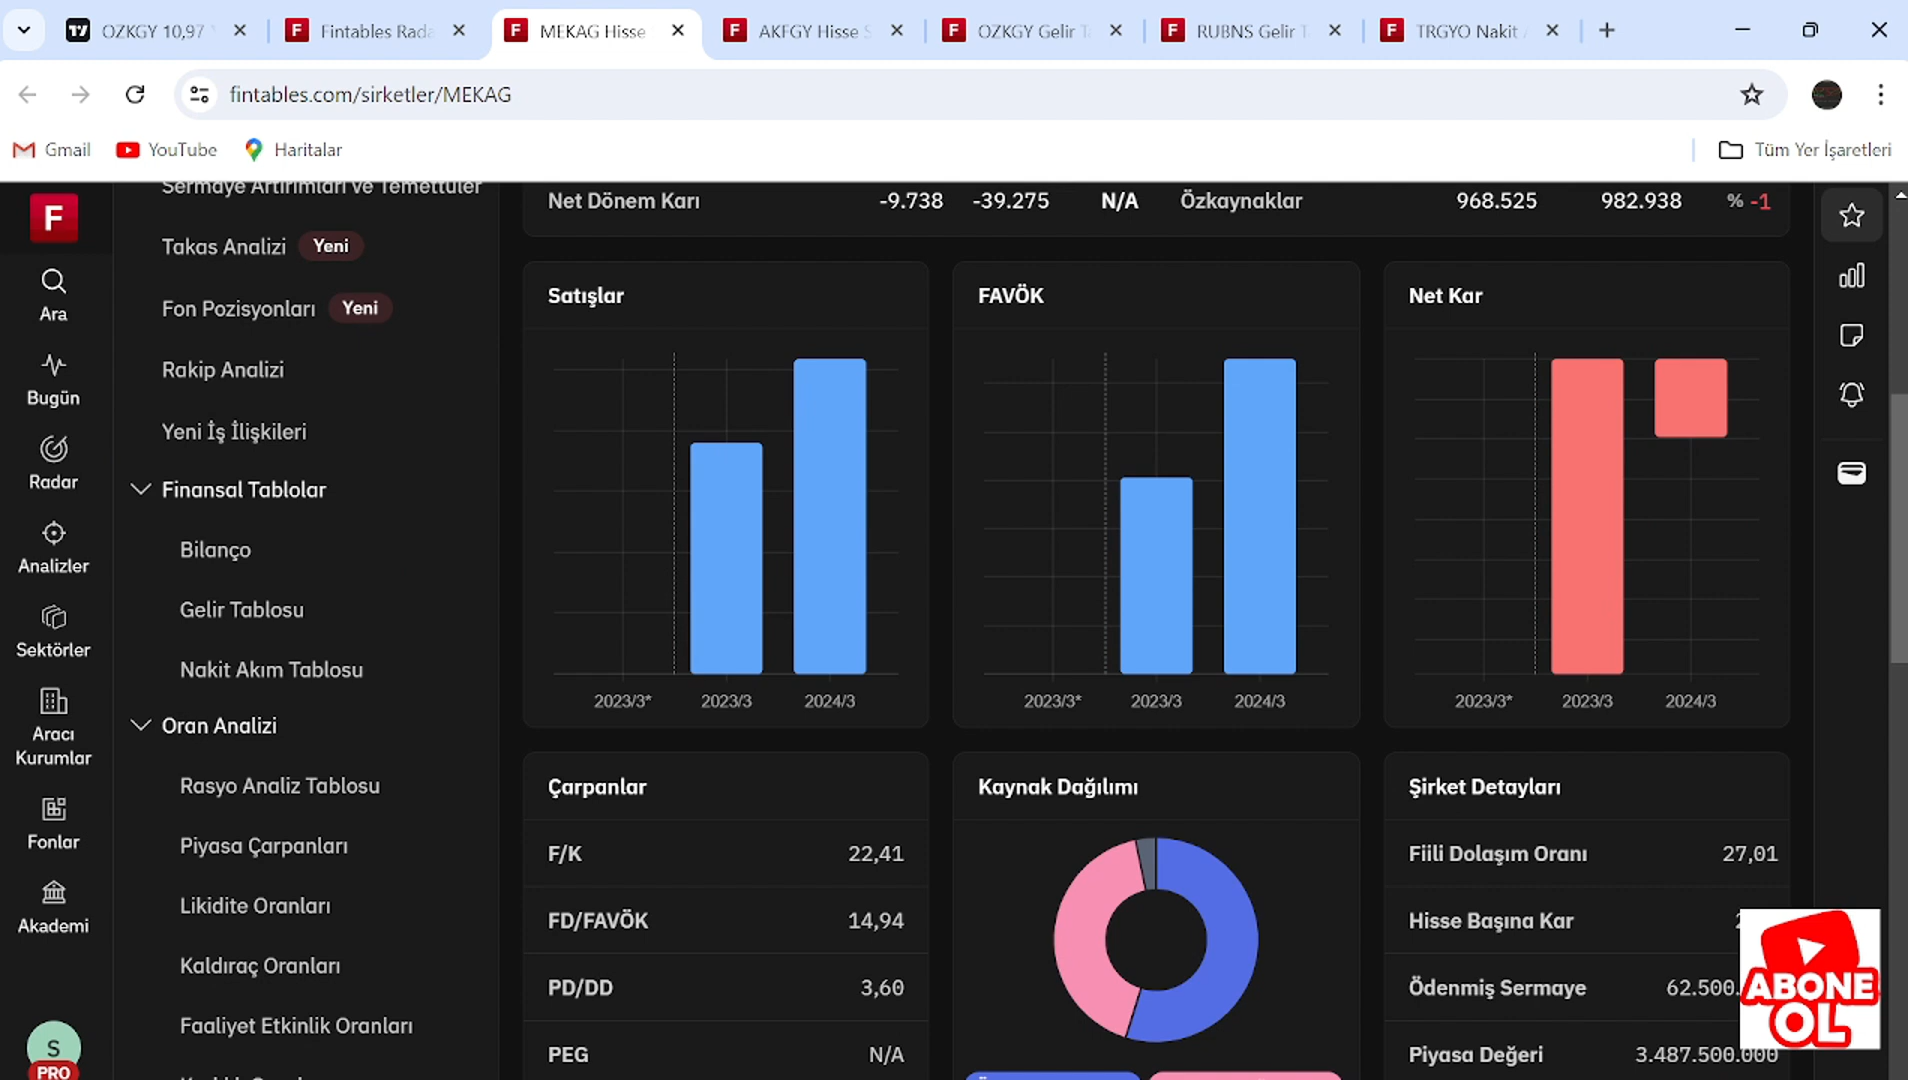 OZKGY 10,97
Fintables Rada
MEKAG Hisse
AKFGY Hisse S
OZKGY Gelir T
RUBNS Gelir T
TRGYO Nakit
fintables.com/sirketler/MEKAG
Gmail
YouTube
Haritalar
Tüm Yer İşaretleri
F
Ara
Bugün
Radar
Analizler
Sektörler
Aracı
Kurumlar
Fonlar
Akademi
S
PRO
Sermaye Artırımları ve Temettüler
Takas Analizi Yeni
Fon Pozisyonları Yeni
Rakip Analizi
Yeni İş İlişkileri
Finansal Tablolar
Bilanço
Gelir Tablosu
Nakit Akım Tablosu
Oran Analizi
Rasyo Analiz Tablosu
Piyasa Çarpanları
Likidite Oranları
Kaldıraç Oranları
Faaliyet Etkinlik Oranları
Net Dönem Karı -9.738 -39.275 N/A Özkaynaklar 968.525 982.938 % -1
Satışlar
2023/3* 2023/3 2024/3
FAVÖK
2023/3* 2023/3 2024/3
Net Kar
2023/3* 2023/3 2024/3
Çarpanlar
F/K 22,41
FD/FAVÖK 14,94
PD/DD 3,60
PEG N/A
Kaynak Dağılımı
Şirket Detayları
Fiili Dolaşım Oranı 27,01
Hisse Başına Kar
Ödenmiş Sermaye 62.500.
Piyasa Değeri 3.487.500.000
ABONE
OL